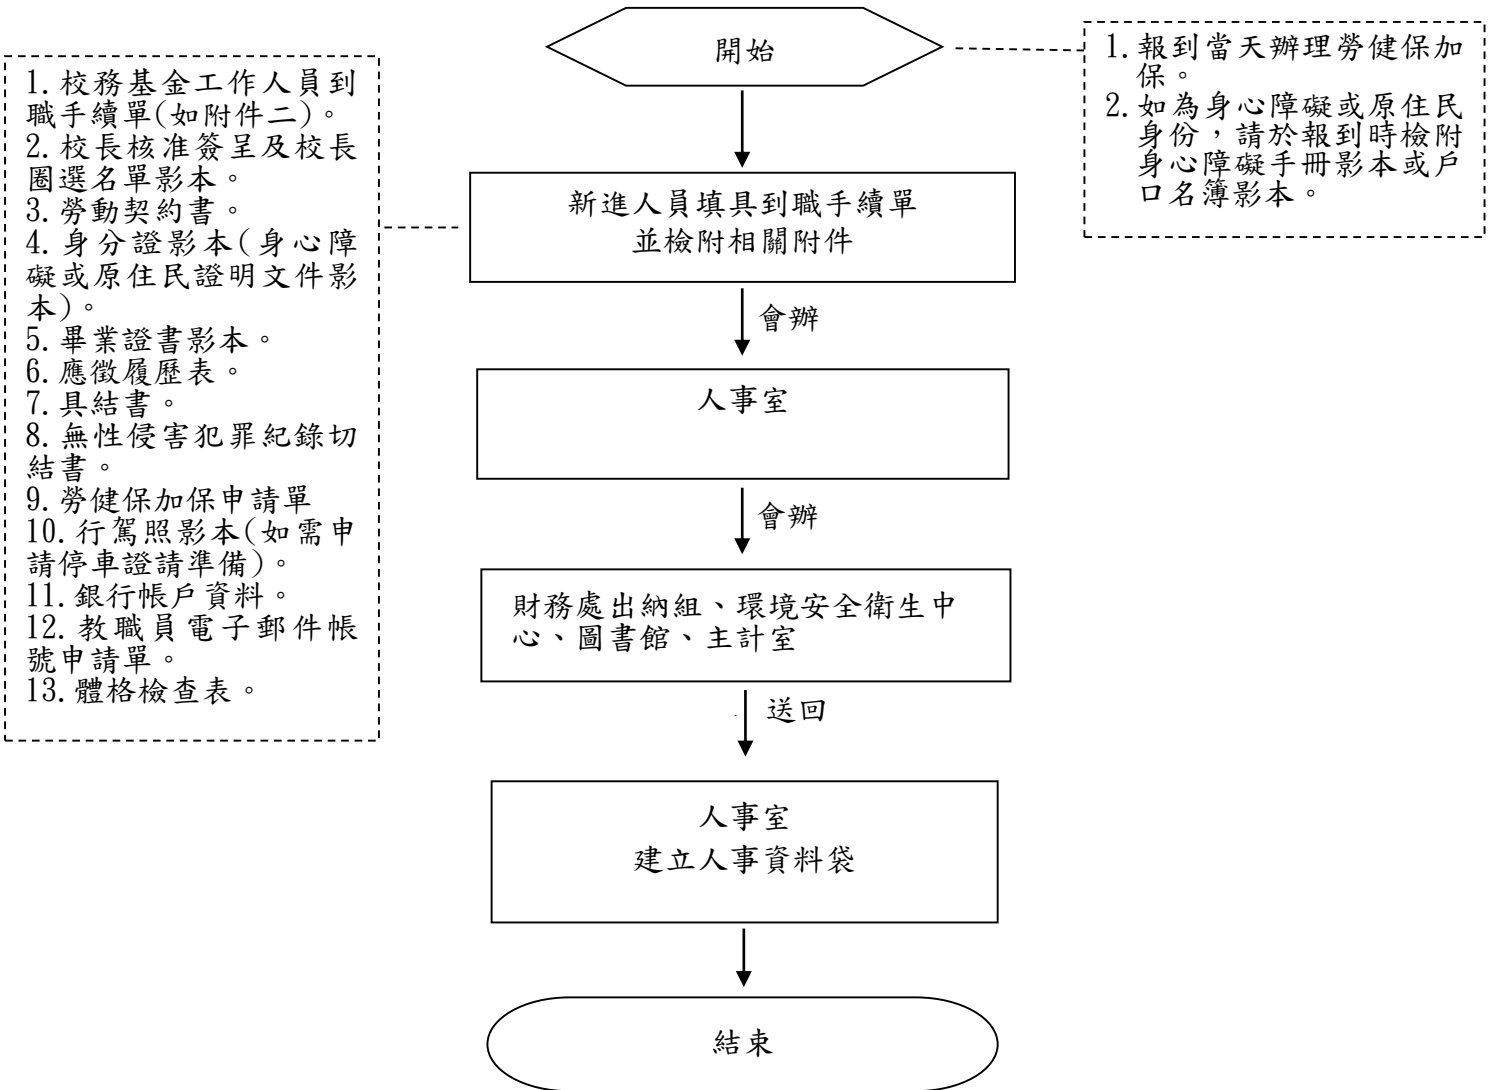 開始
1.報到當天辦理勞健保加
保。
2.如為身心障礙或原住民
身份，請於報到時檢附
身心障礙手冊影本或戶
口名簿影本。
1.校務基金工作人員到
職手續單(如附件二)。
2.校長核准簽呈及校長
圈選名單影本。
3.勞動契約書。
4.身分證影本(身心障
礙或原住民證明文件影
本)。
5.畢業證書影本。
6.應徵履歷表。
7.具結書。
8.無性侵害犯罪紀錄切
結書。
9.勞健保加保申請單
10.行駕照影本(如需申
請停車證請準備)。
11.銀行帳戶資料。
12.教職員電子郵件帳
號申請單。
13.體格檢查表。
新進人員填具到職手續單
並檢附相關附件
會辦
人事室
會辦
財務處出納組、環境安全衛生中
心、圖書館、主計室
送回
人事室
建立人事資料袋
結束